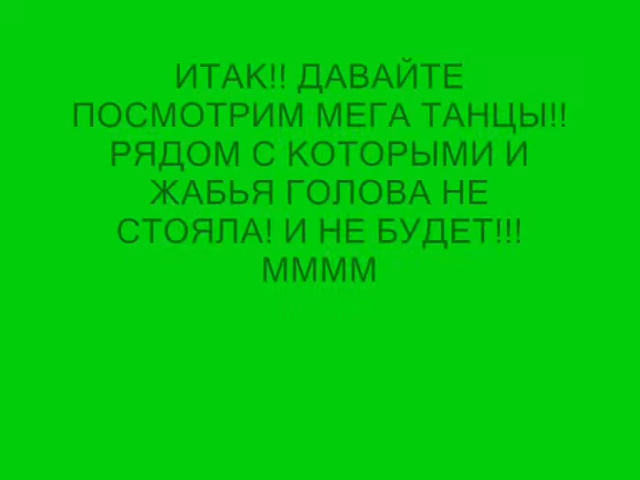 ИТАК!! ДАВАЙТЕ
ПОСМОТРИМ МЕГА ТАНЦЫ!!
РЯДОМ С КОТОРЫМИ И
ЖАБЬЯ ГОЛОВА НЕ
СТОЯЛА! И НЕ БУДЕТ!!!
ММММ